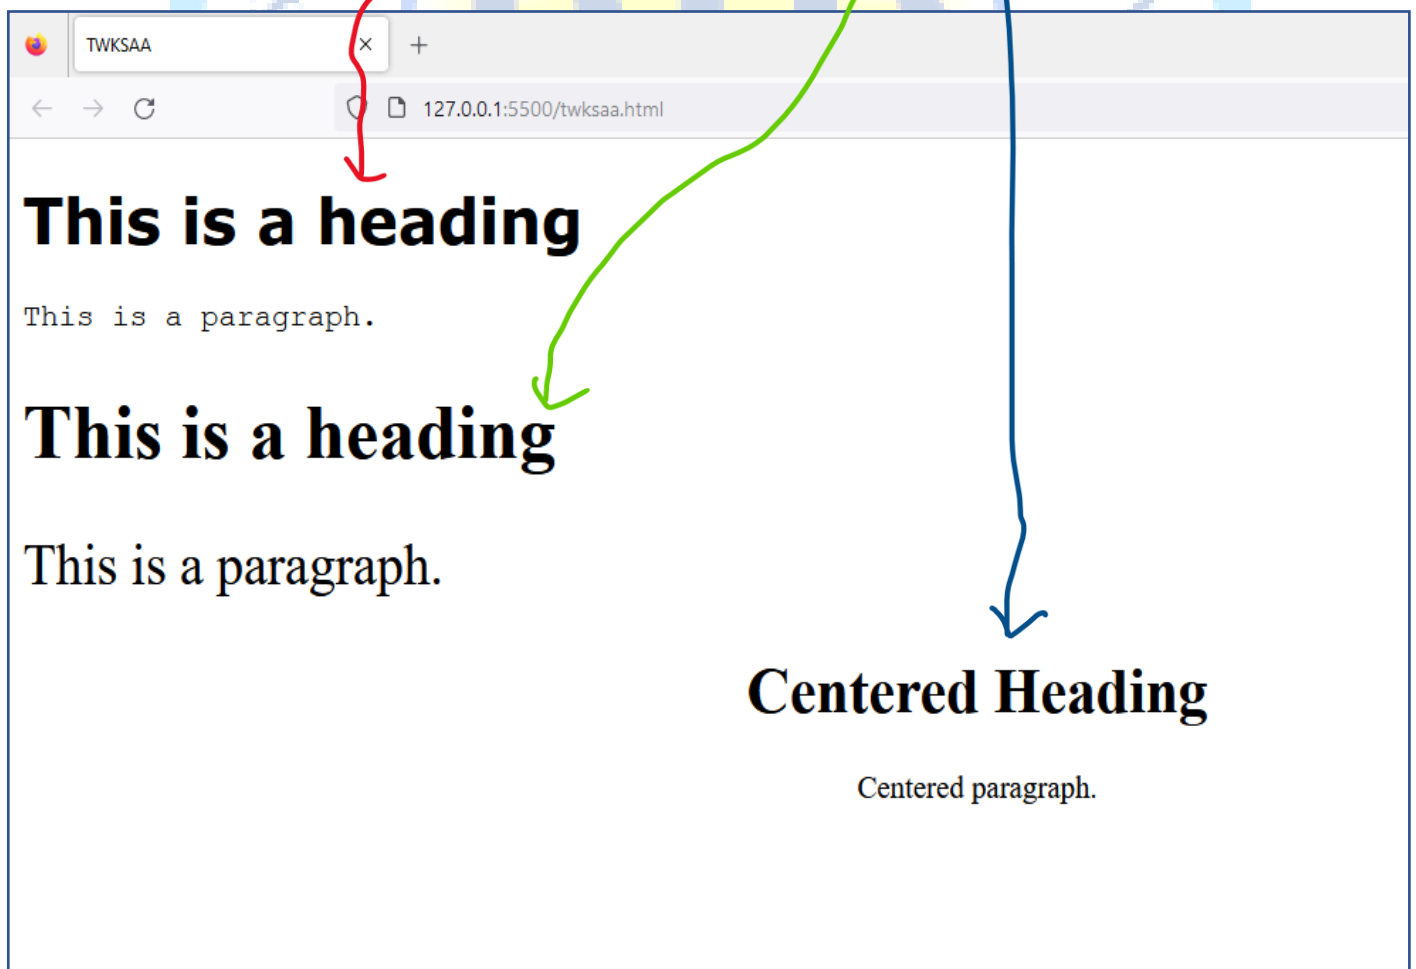 TWKSAA
127.0.0.1:5500/twksaa.html
This is a heading
This is a paragraph.
This is a heading
This is a paragraph.
Centered Heading
Centered paragraph.